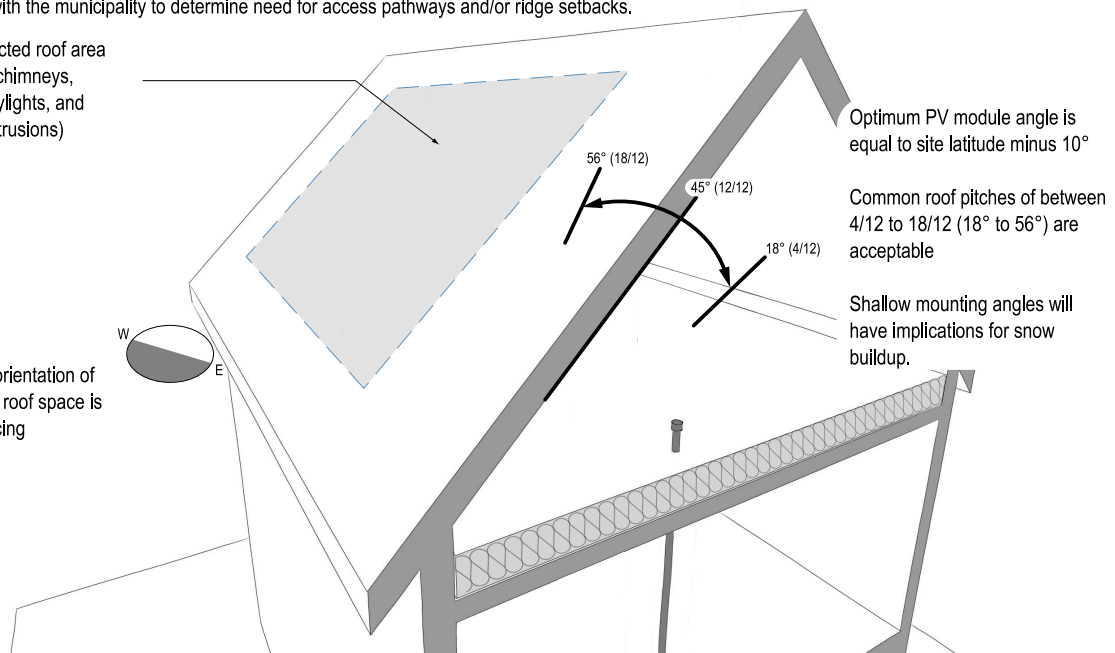 with the municipality to determine need for access pathways and/or ridge setbacks.
cted roof area
chimneys,
ylights, and
trusions)
56° (18/12)
45° (12/12)
18° (4/12)
Optimum PV module angle is
equal to site latitude minus 10°
Common roof pitches of between
4/12 to 18/12 (18° to 56°) are
acceptable
Shallow mounting angles will
have implications for snow
buildup.
W
E
orientation of
roof space is
cing